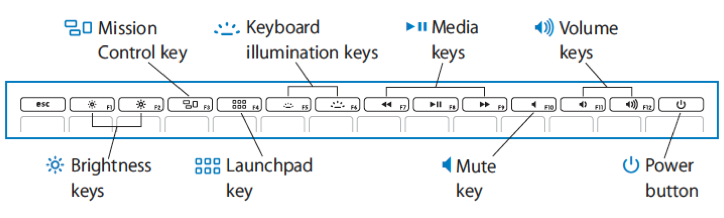 Mission
Control key
Keyboard
illumination keys
Media
keys
Volume
keys
esc F1 F2 F3 F4 F5 F6 F7 F8 F9 F10 F11 F12
Brightness
keys
Launchpad
key
Mute
key
Power
button